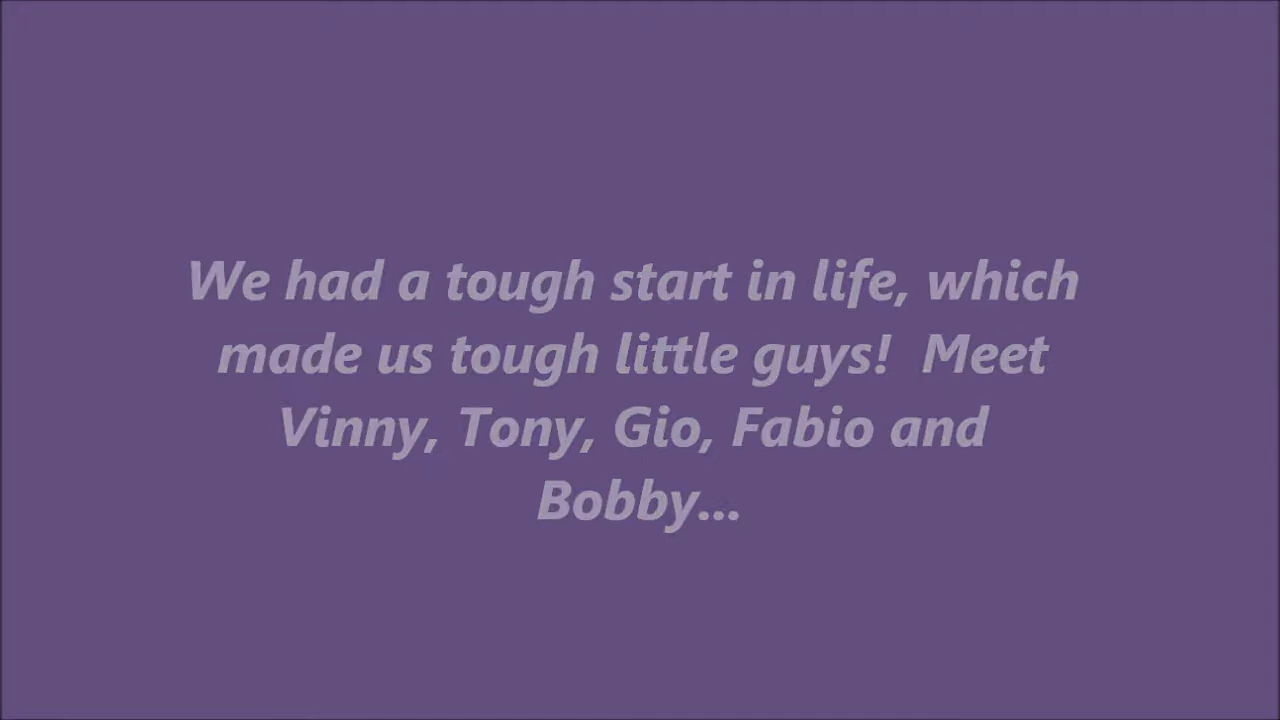 We had a tough start in life, which
made us tough little guys!  Meet
Vinny, Tony, Gio, Fabio and
Bobby...